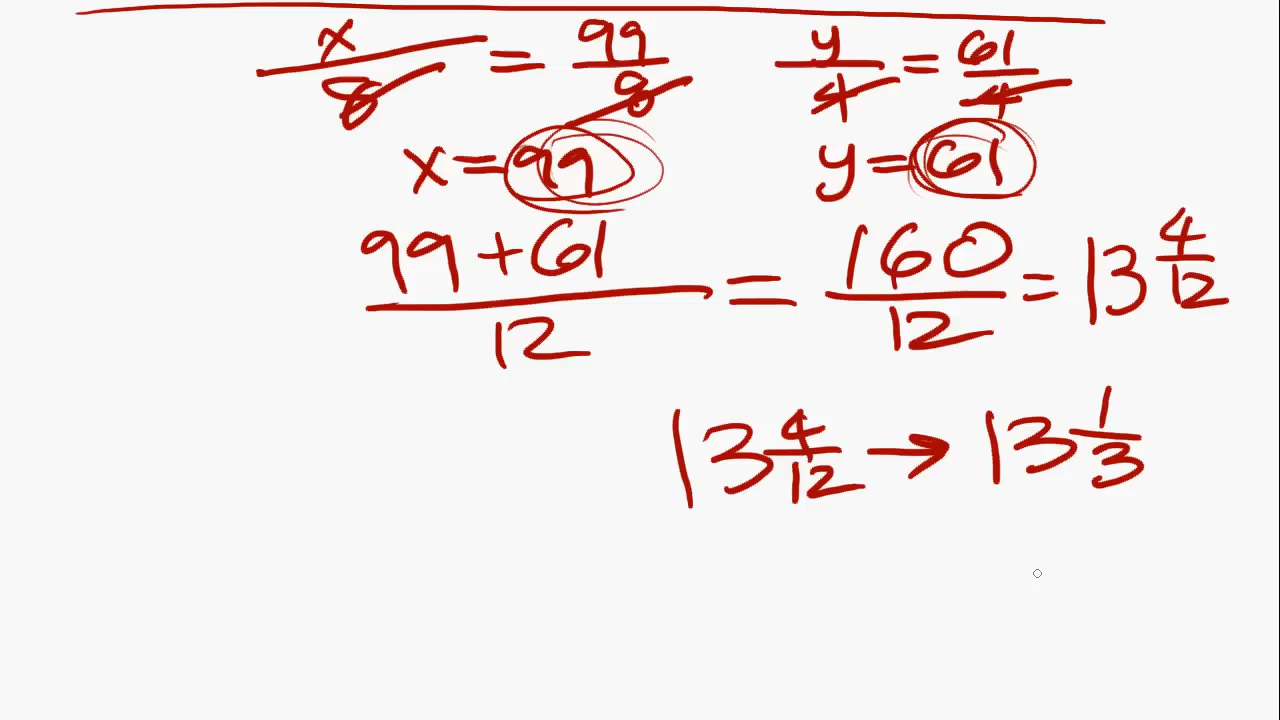 x/8 = 99/8 y/4 = 61/4
x = 99 y = 61
99 + 61/12 = 160/12 = 13 4/12
13 4/12 → 13 1/3